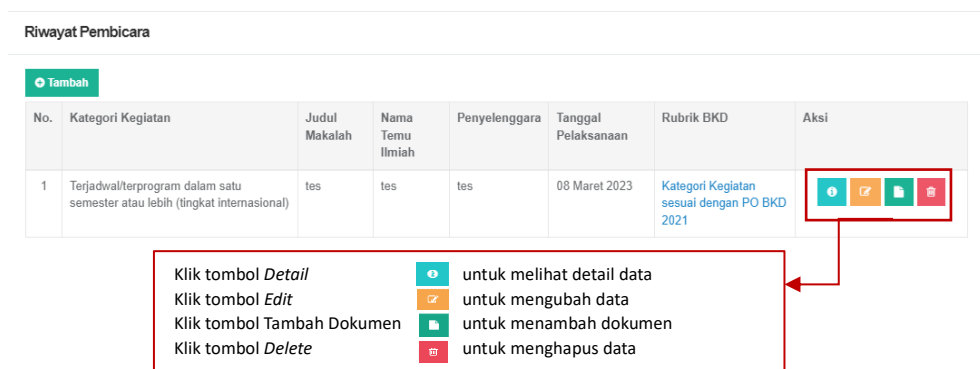 Riwayat Pembicara
Tambah
No. Kategori Kegiatan Judul Makalah Nama Temu Ilmiah Penyelenggara Tanggal Pelaksanaan Rubrik BKD Aksi
1 Terjadwal/terprogram dalam satu semester atau lebih (tingkat internasional) tes tes tes 08 Maret 2023 Kategori Kegiatan sesuai dengan PO BKD 2021
Klik tombol Detail untuk melihat detail data
Klik tombol Edit untuk mengubah data
Klik tombol Tambah Dokumen untuk menambah dokumen
Klik tombol Delete untuk menghapus data